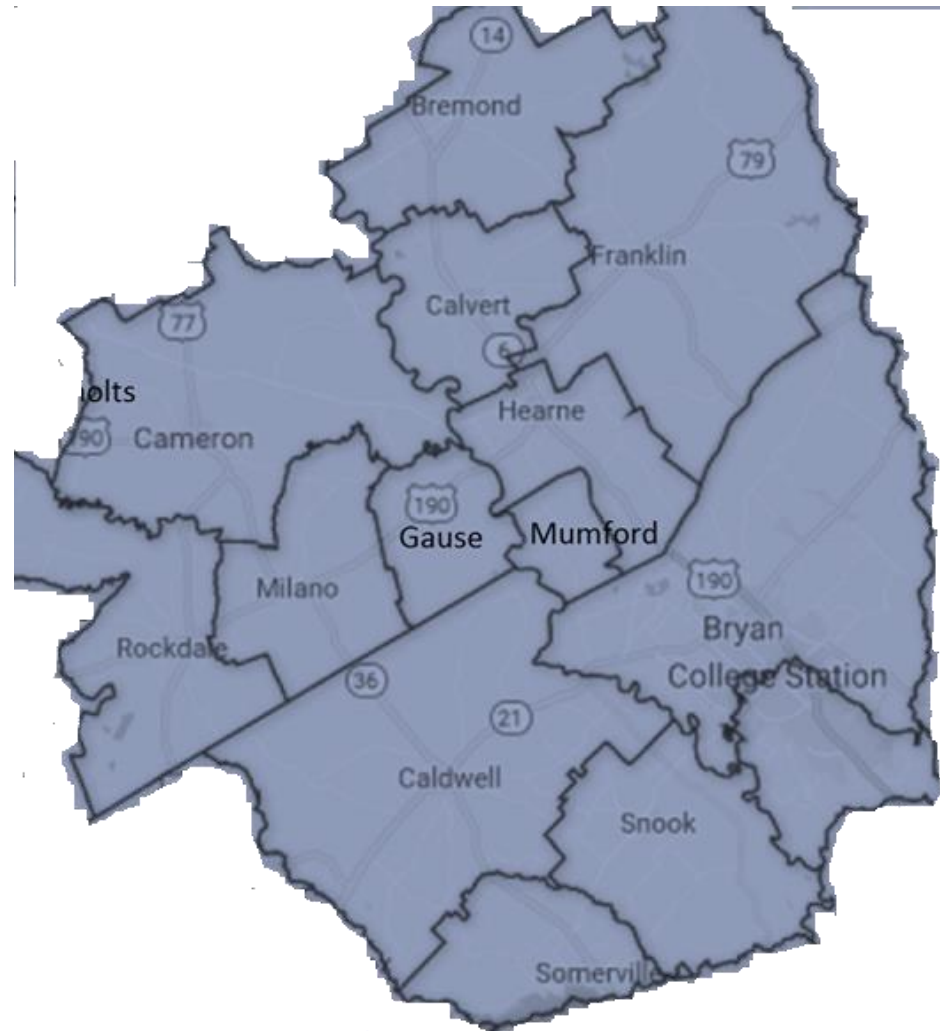 14
Bremond
79
Franklin
Calvert
77
6
olts
Hearne
190
Cameron
190
Gause
Mumford
190
Milano
Bryan
Rockdale
College Station
36
21
Caldwell
Snook
Somerville